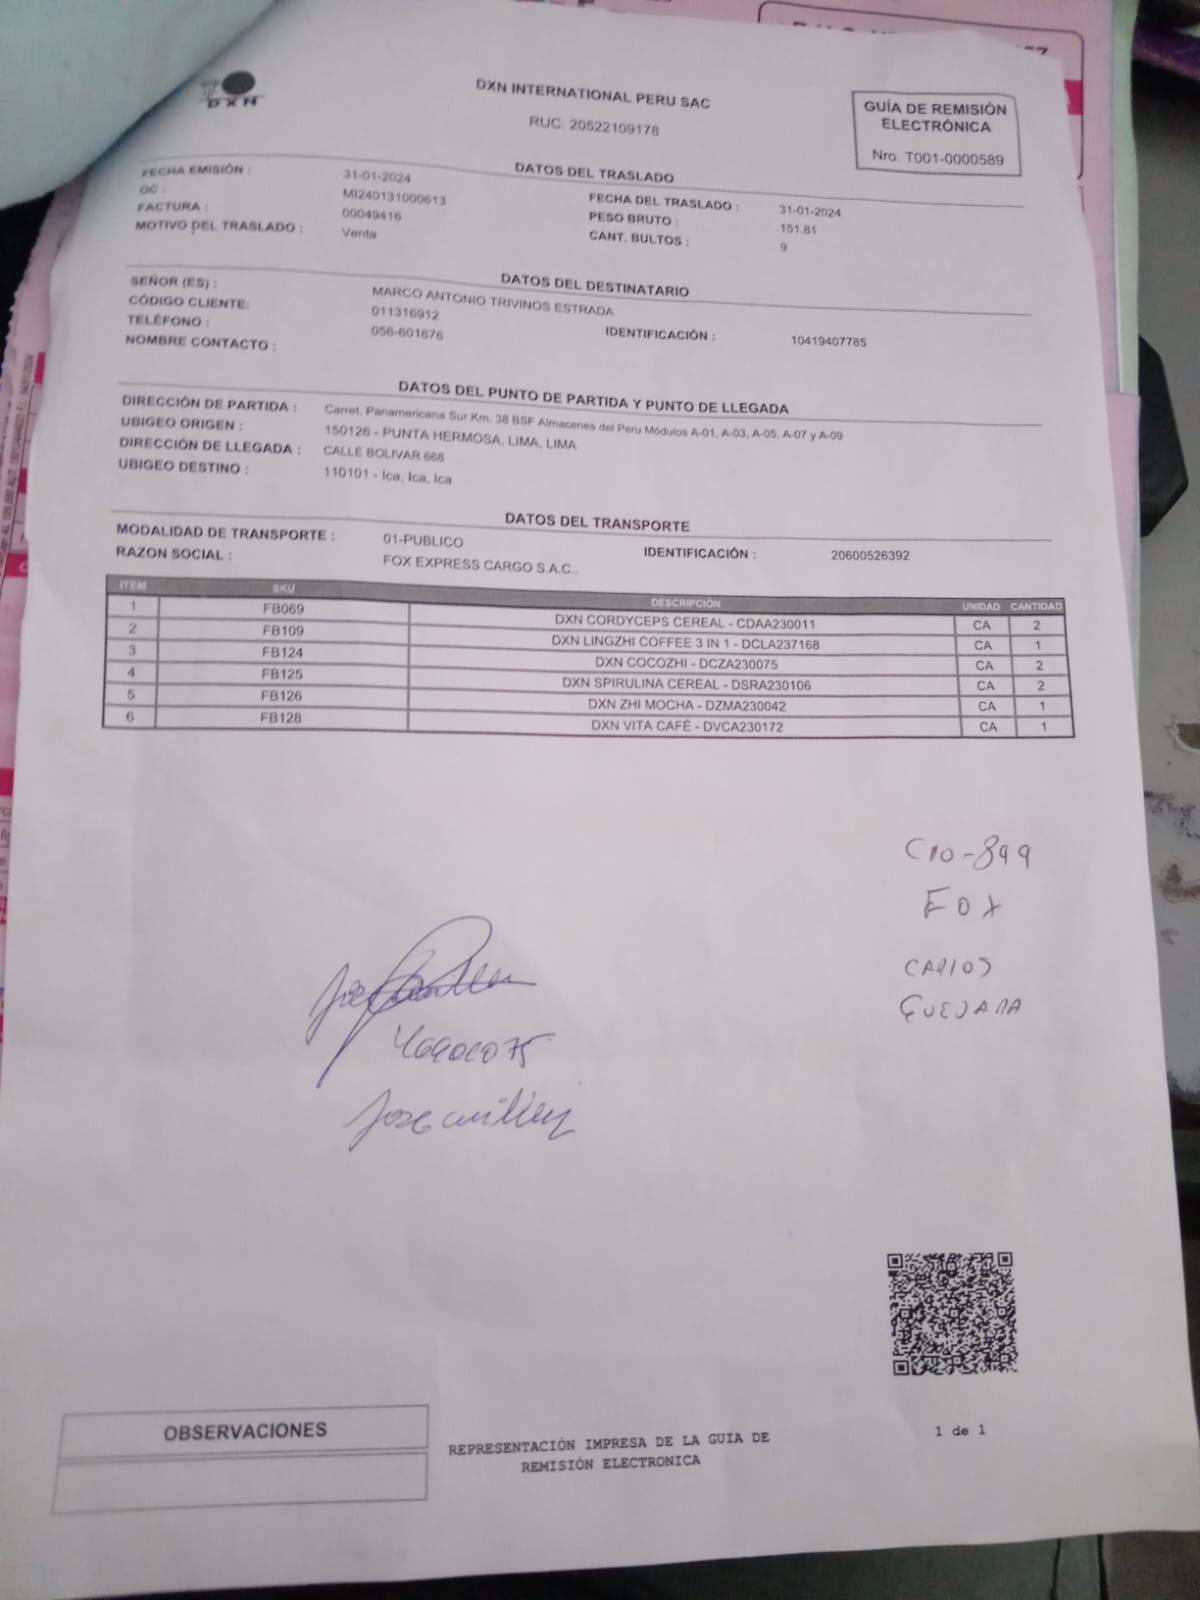 DXN
DXN INTERNATIONAL PERU SAC
RUC: 20522109178
GUÍA DE REMISIÓN
ELECTRÓNICA
Nro. T001-0000589
DATOS DEL TRASLADO
FECHA EMISIÓN : 31-01-2024 FECHA DEL TRASLADO : 31-01-2024
OC : MI240131000613 PESO BRUTO : 151.81
FACTURA : 00049416 CANT. BULTOS : 9
MOTIVO DEL TRASLADO : Venta
DATOS DEL DESTINATARIO
SEÑOR (ES) : MARCO ANTONIO TRIVINOS ESTRADA
CÓDIGO CLIENTE: 011316912 IDENTIFICACIÓN : 10419407785
TELÉFONO : 056-601676
NOMBRE CONTACTO :
DATOS DEL PUNTO DE PARTIDA Y PUNTO DE LLEGADA
DIRECCIÓN DE PARTIDA : Carret. Panamericana Sur Km. 38 BSF Almacenes del Peru Módulos A-01, A-03, A-05, A-07 y A-09
UBIGEO ORIGEN : 150126 - PUNTA HERMOSA, LIMA, LIMA
DIRECCIÓN DE LLEGADA : CALLE BOLIVAR 668
UBIGEO DESTINO : 110101 - Ica, Ica, Ica
DATOS DEL TRANSPORTE
MODALIDAD DE TRANSPORTE : 01-PUBLICO IDENTIFICACIÓN : 20600526392
RAZON SOCIAL : FOX EXPRESS CARGO S.A.C..
ITEM SKU DESCRIPCIÓN UNIDAD CANTIDAD
1 FB069 DXN CORDYCEPS CEREAL - CDAA230011 CA 2
2 FB109 DXN LINGZHI COFFEE 3 IN 1 - DCLA237168 CA 1
3 FB124 DXN COCOZHI - DCZA230075 CA 2
4 FB125 DXN SPIRULINA CEREAL - DSRA230106 CA 2
5 FB126 DXN ZHI MOCHA - DZMA230042 CA 1
6 FB128 DXN VITA CAFÉ - DVCA230172 CA 1
C10-899
FOX
CARLOS
GUEJARA
Jose
OBSERVACIONES
REPRESENTACIÓN IMPRESA DE LA GUIA DE
REMISIÓN ELECTRONICA
1 de 1